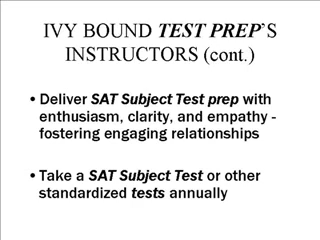 IVY BOUND TEST PREP'S
INSTRUCTORS (cont.)
• Deliver SAT Subject Test prep with
enthusiasm, clarity, and empathy -
fostering engaging relationships
• Take a SAT Subject Test or other
standardized tests annually